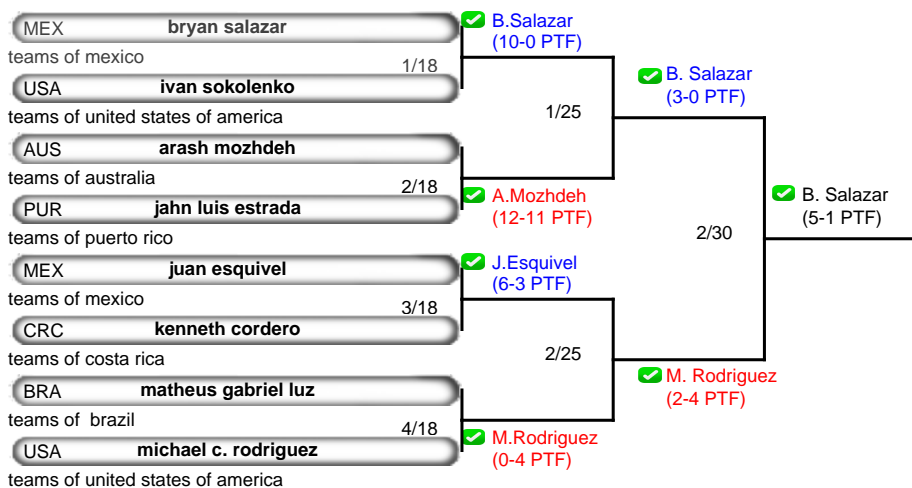 MEX bryan salazar
B.Salazar
(10-0 PTF)
teams of mexico
1/18
USA ivan sokolenko
B. Salazar
(3-0 PTF)
teams of united states of america
1/25
AUS arash mozhdeh
teams of australia
2/18
A.Mozhdeh
(12-11 PTF)
PUR jahn luis estrada
B. Salazar
(5-1 PTF)
teams of puerto rico
2/30
MEX juan esquivel
J.Esquivel
(6-3 PTF)
teams of mexico
3/18
CRC kenneth cordero
teams of costa rica
2/25
BRA matheus gabriel luz
M. Rodriguez
(2-4 PTF)
teams of  brazil
4/18
USA michael c. rodriguez
M.Rodriguez
(0-4 PTF)
teams of united states of america